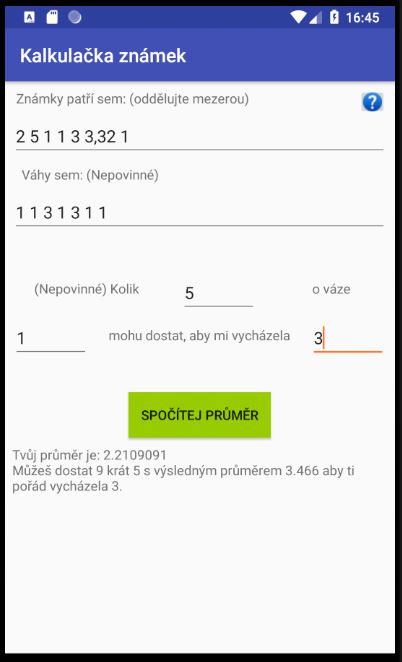 16:45
Kalkulačka známek
Známky patří sem: (oddělujte mezerou)
2 5 1 1 3 3,32 1
Váhy sem: (Nepovinné)
1 1 3 1 3 1 1
(Nepovinné) Kolik 5 o váze
1 mohu dostat, aby mi vycházela 3
SPOČÍTEJ PRŮMĚR
Tvůj průměr je: 2.2109091
Můžeš dostat 9 krát 5 s výsledným průměrem 3.466 aby ti
pořád vycházela 3.